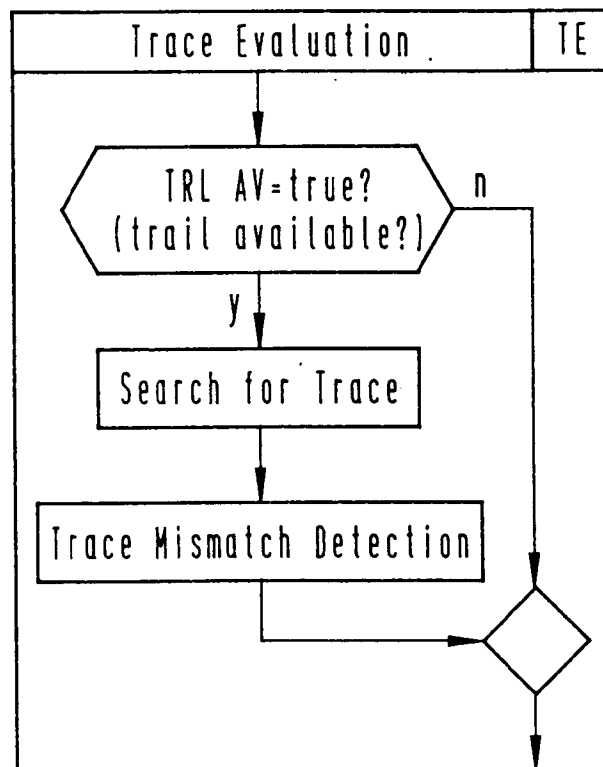 Trace Evaluation TE
TRL AV=true?
(trail available?)
n
y
Search for Trace
Trace Mismatch Detection